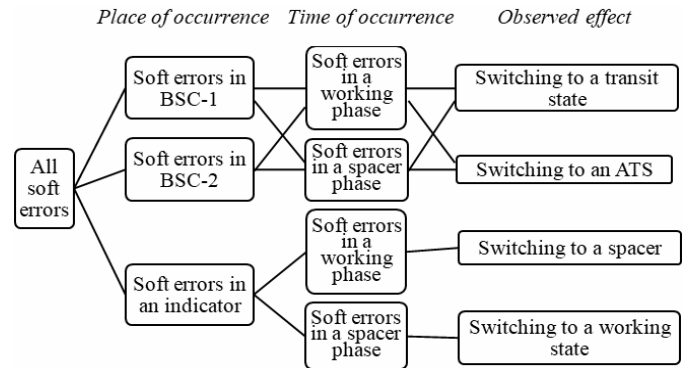 Place of occurrence
Time of occurrence
Observed effect
All
soft
errors
Soft errors in
BSC-1
Soft errors in
BSC-2
Soft errors in
an indicator
Soft errors
in a
working
phase
Soft errors
in a spacer
phase
Soft errors
in a
working
phase
Soft errors
in a spacer
phase
Switching to a transit
state
Switching to an ATS
Switching to a spacer
Switching to a working
state